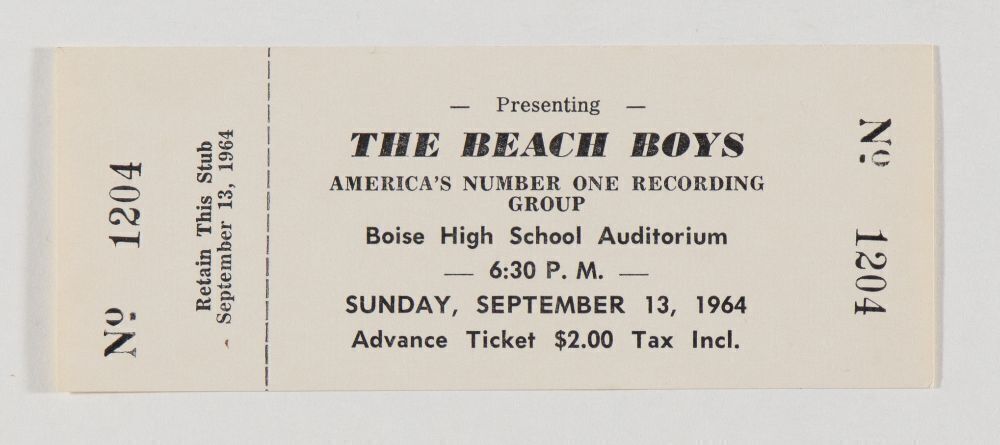 Nº 1204
Retain This Stub
September 13, 1964
— Presenting —
THE BEACH BOYS
AMERICA'S NUMBER ONE RECORDING
GROUP
Boise High School Auditorium
— 6:30 P. M. —
SUNDAY, SEPTEMBER 13, 1964
Advance Ticket $2.00 Tax Incl.
Nº 1204